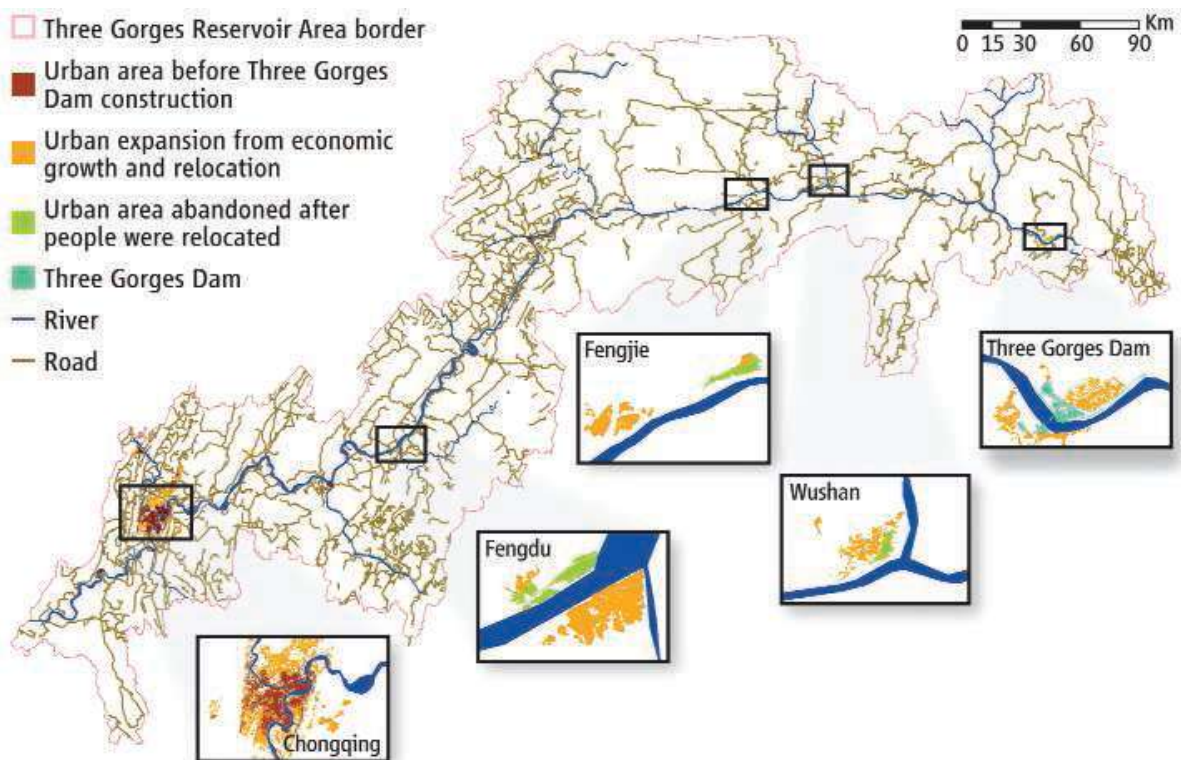 Three Gorges Reservoir Area border
Urban area before Three Gorges
Dam construction
Urban expansion from economic
growth and relocation
Urban area abandoned after
people were relocated
Three Gorges Dam
River
Road
Km
0 15 30 60 90
Fengjie
Three Gorges Dam
Wushan
Fengdu
Chongqing